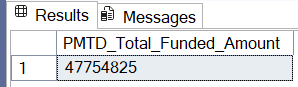 Results Messages
PMTD_Total_Funded_Amount
1 47754825